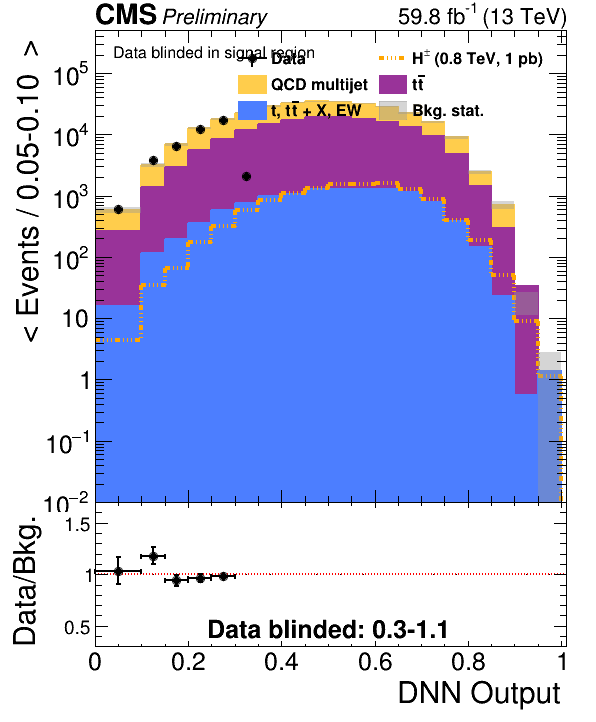 CMS Preliminary 59.8 fb⁻¹ (13 TeV)
Data blinded in signal region
Data
H± (0.8 TeV, 1 pb)
QCD multijet
tt̄
t, tt̄ + X, EW
Bkg. stat.
< Events / 0.05-0.10 >
10⁵
10⁴
10³
10²
10
1
10⁻¹
10⁻²
Data/Bkg.
1.5
1
0.5
Data blinded: 0.3-1.1
0 0.2 0.4 0.6 0.8 1
DNN Output